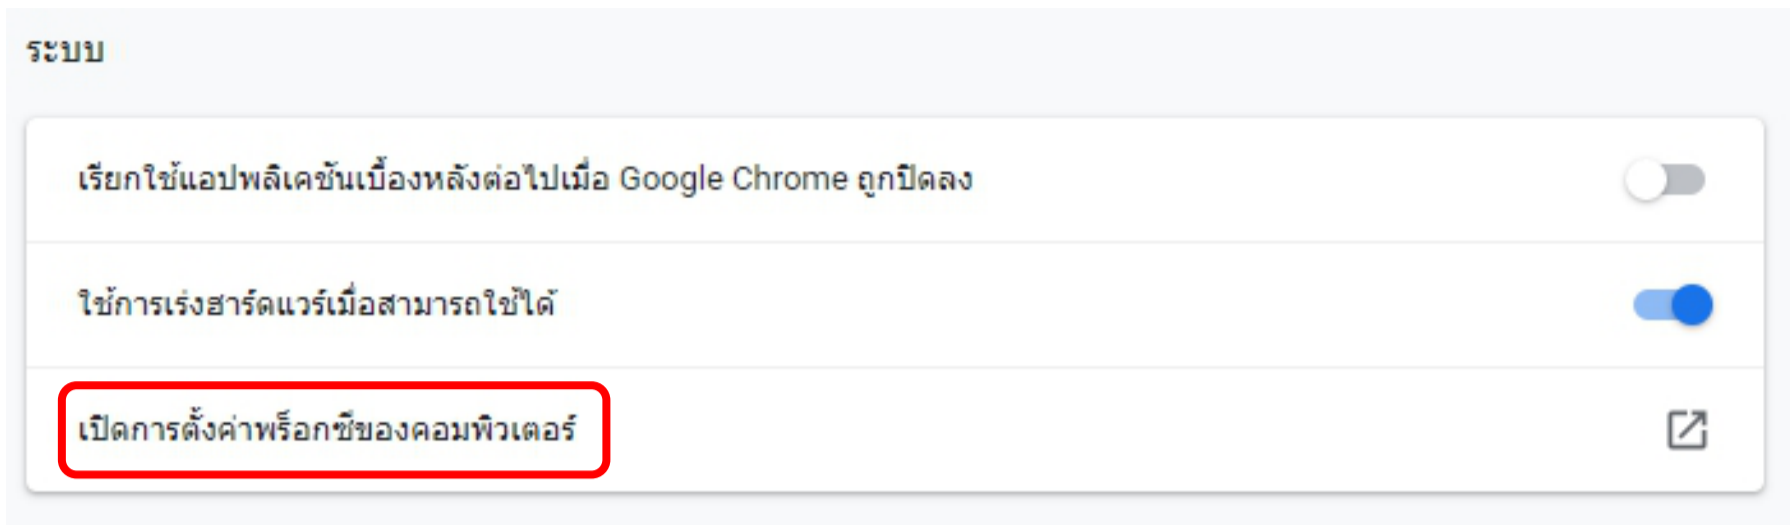 ระบบ
เรียกใช้แอปพลิเคชันเบื้องหลังต่อไปเมื่อ Google Chrome ถูกปิดลง
ใช้การเร่งฮาร์ดแวร์เมื่อสามารถใช้ได้
เปิดการตั้งค่าพร็อกซีของคอมพิวเตอร์